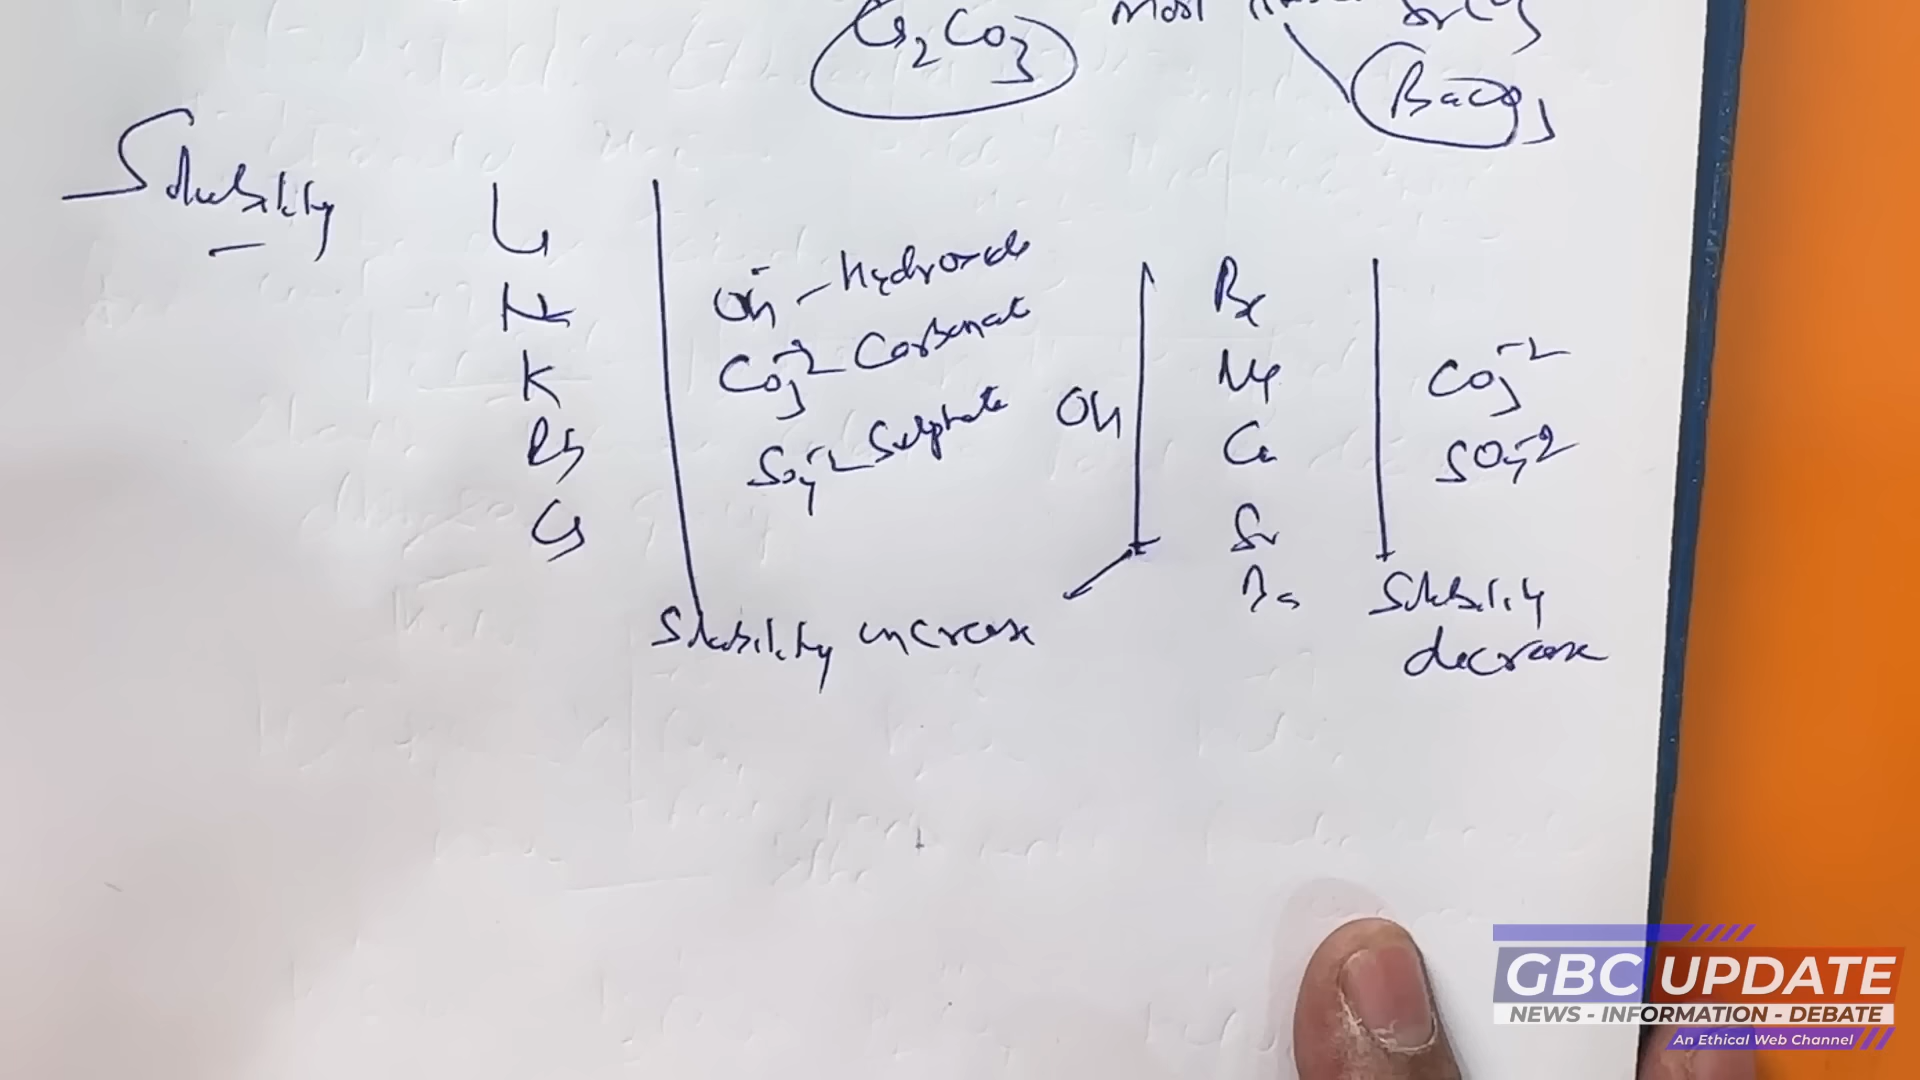 Cs2CO3 Most
SrCO3
BaCO3
Solubility
Li
Na
K
Rb
Cs
OH- - Hydroxide
CO3-2 Carbonate
SO4-2 Sulphate
Solubility increase
OH
Be
Mg
Ca
Sr
Ba
CO3-2
SO4-2
Solubility
decrease
GBC UPDATE
NEWS - INFORMATION - DEBATE
An Ethical Web Channel